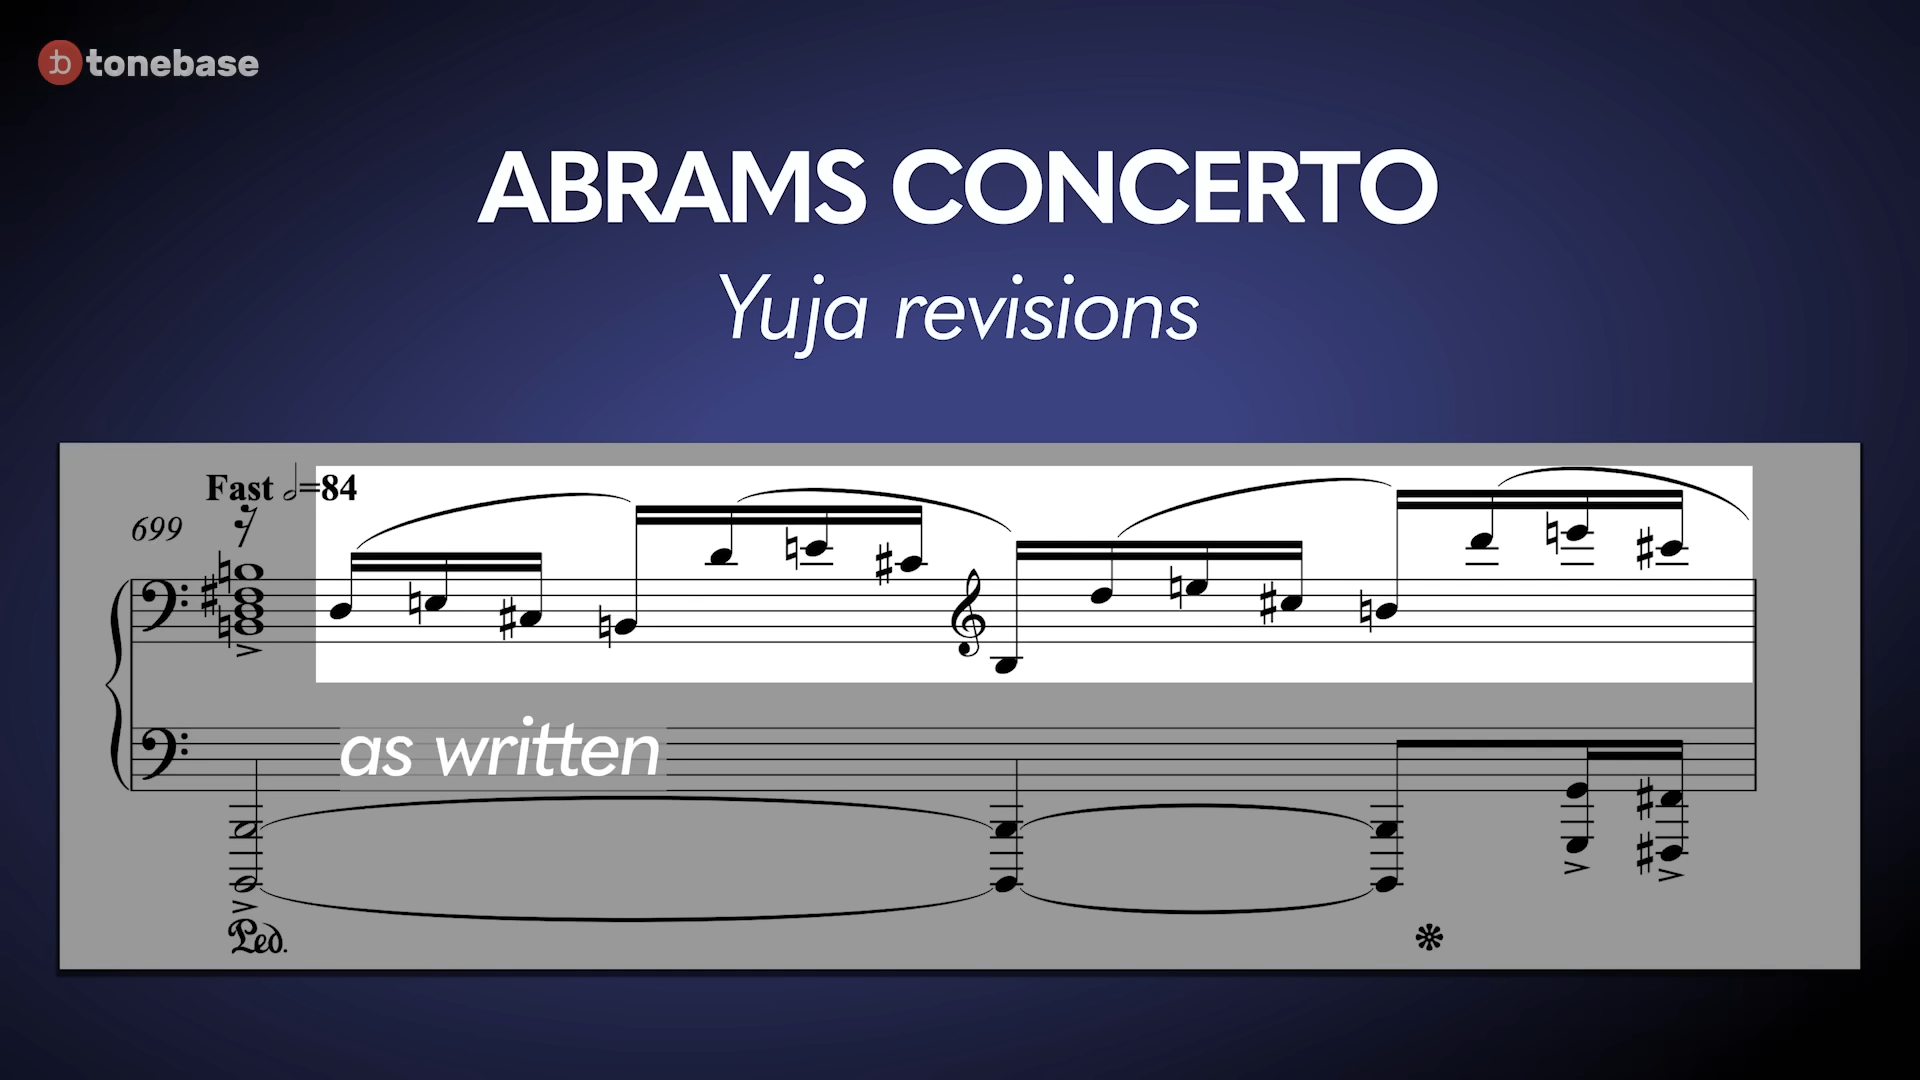 tonebase
ABRAMS CONCERTO
Yuja revisions
Fast 𝅗𝅥=84
699
as written
Ped.